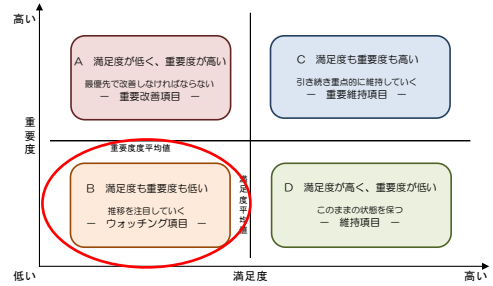 高い
A　満足度が低く、重要度が高い
最優先で改善しなければならない
ー　重要改善項目　ー
C　満足度も重要度も高い
引き続き重点的に維持していく
ー　重要維持項目　ー
重要度
重要度度平均値
B　満足度も重要度も低い
推移を注目していく
ー　ウォッチング項目　ー
満足度平均値
D　満足度が高く、重要度が低い
このままの状態を保つ
ー　維持項目　ー
低い
満足度
高い